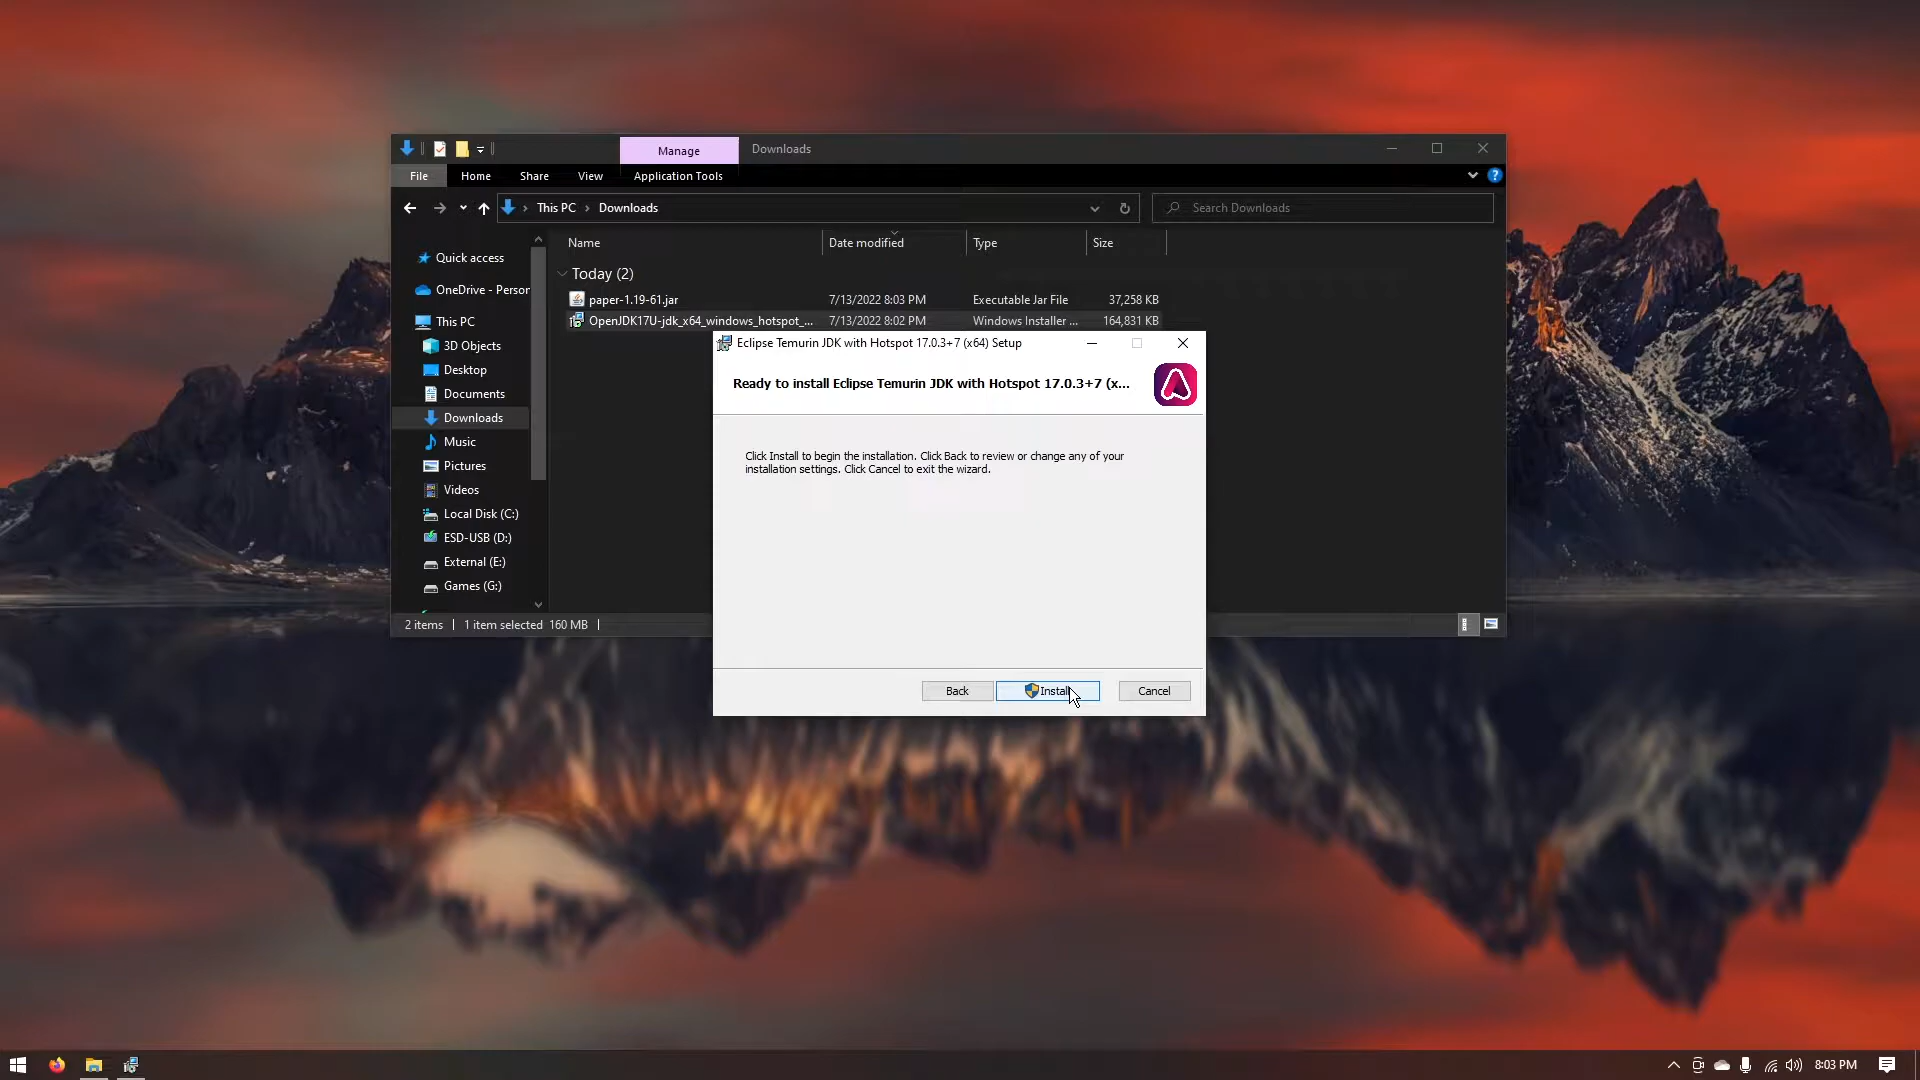 Manage
Downloads
File
Home
Share
View
Application Tools
This PC
Downloads
Search Downloads
Name
Date modified
Type
Size
Quick access
OneDrive - Person
This PC
3D Objects
Desktop
Documents
Downloads
Music
Pictures
Videos
Local Disk (C:)
ESD-USB (D:)
External (E:)
Games (G:)
Today (2)
paper-1.19-61.jar 7/13/2022 8:03 PM Executable Jar File 37,258 KB
OpenJDK17U-jdk_x64_windows_hotspot_... 7/13/2022 8:02 PM Windows Installer ... 164,831 KB
Eclipse Temurin JDK with Hotspot 17.0.3+7 (x64) Setup
Ready to install Eclipse Temurin JDK with Hotspot 17.0.3+7 (x...
Click Install to begin the installation. Click Back to review or change any of your
installation settings. Click Cancel to exit the wizard.
Back
Install
Cancel
2 items
1 item selected 160 MB
8:03 PM